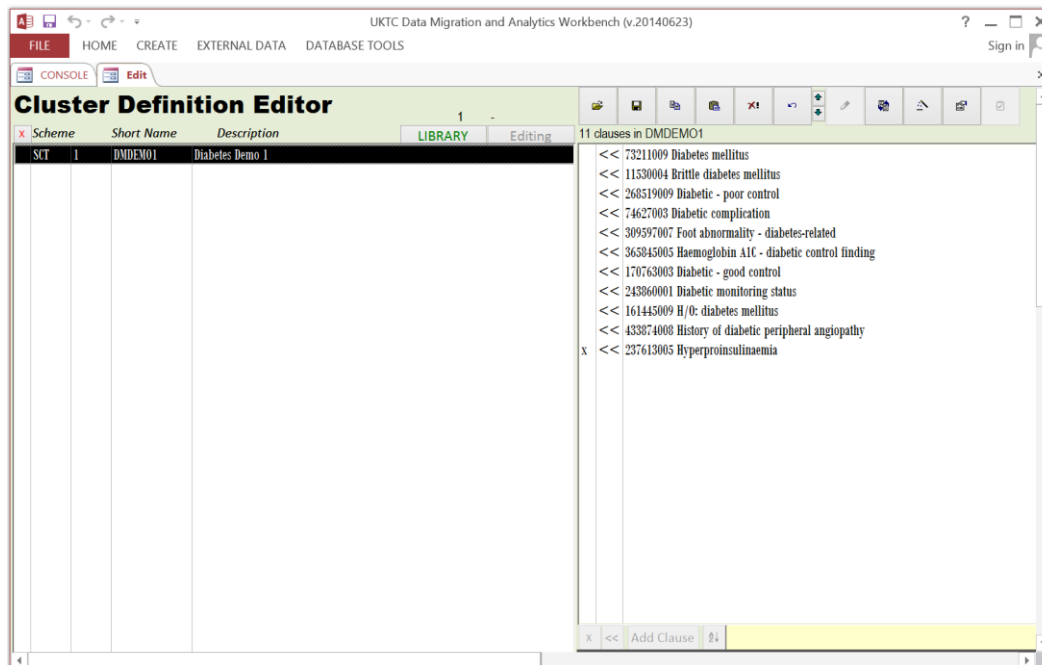 UKTC Data Migration and Analytics Workbench (v.20140623)
FILE HOME CREATE EXTERNAL DATA DATABASE TOOLS Sign in
CONSOLE Edit
Cluster Definition Editor
1 -
x Scheme Short Name Description LIBRARY Editing
SCT 1 DMDEMO1 Diabetes Demo 1
11 clauses in DMDEMO1
<< 73211009 Diabetes mellitus
<< 11530004 Brittle diabetes mellitus
<< 268519009 Diabetic - poor control
<< 74627003 Diabetic complication
<< 309597007 Foot abnormality - diabetes-related
<< 365845005 Haemoglobin A1C - diabetic control finding
<< 170763003 Diabetic - good control
<< 243860001 Diabetic monitoring status
<< 161445009 H/O: diabetes mellitus
<< 433874008 History of diabetic peripheral angiopathy
x << 237613005 Hyperproinsulinaemia
x << Add Clause